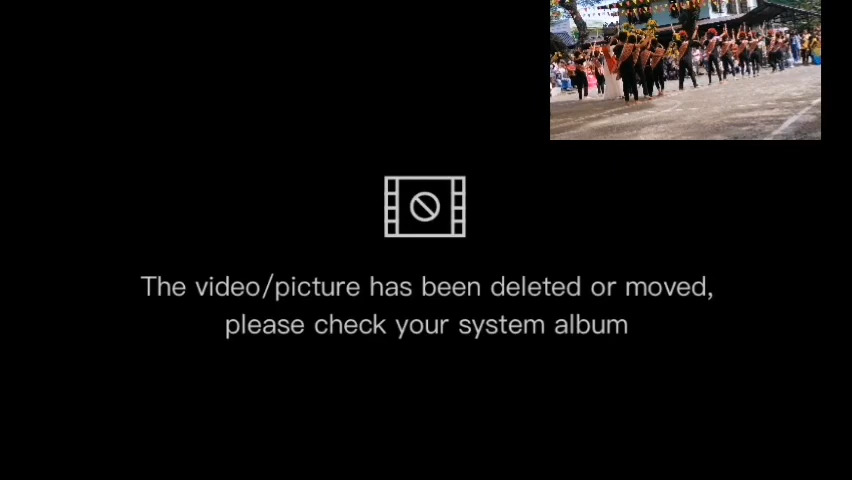 The video/picture has been deleted or moved,
please check your system album